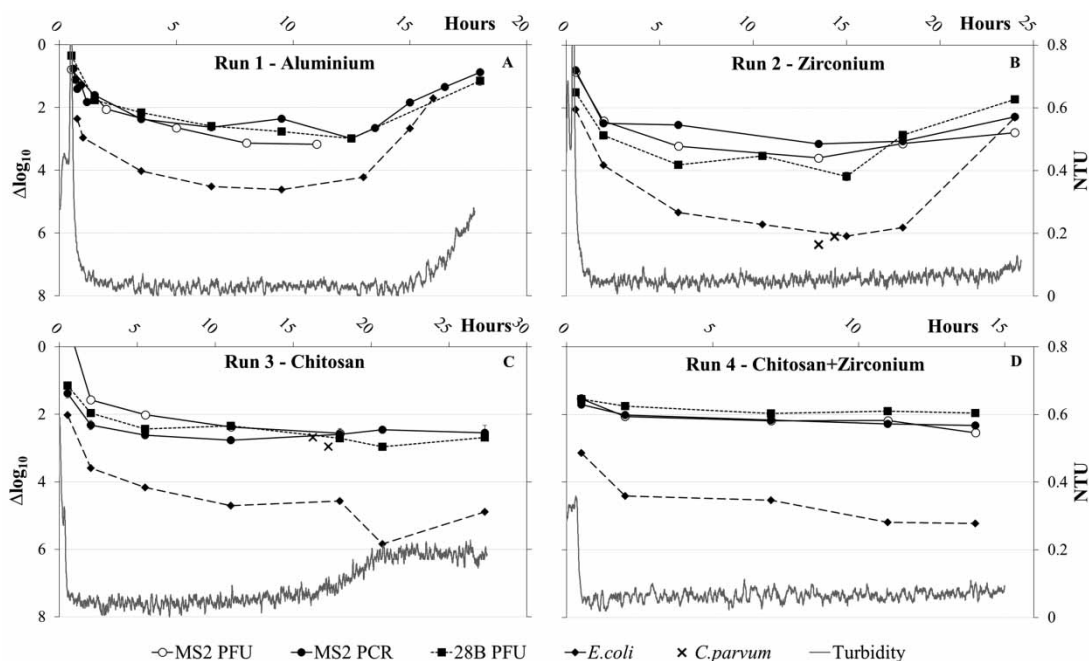 Hours
0 5 10 15 20
0 2 4 6 8
Δlog10
Run 1 - Aluminium
A
Hours
0 5 10 15 20 25
Run 2 - Zirconium
B
0.8 0.6 0.4 0.2 0
NTU
0 5 10 15 20 25 30
Hours
0 2 4 6 8
Δlog10
Run 3 - Chitosan
C
0 5 10 15
Hours
Run 4 - Chitosan+Zirconium
D
0.8 0.6 0.4 0.2 0
NTU
MS2 PFU MS2 PCR 28B PFU E.coli C.parvum Turbidity